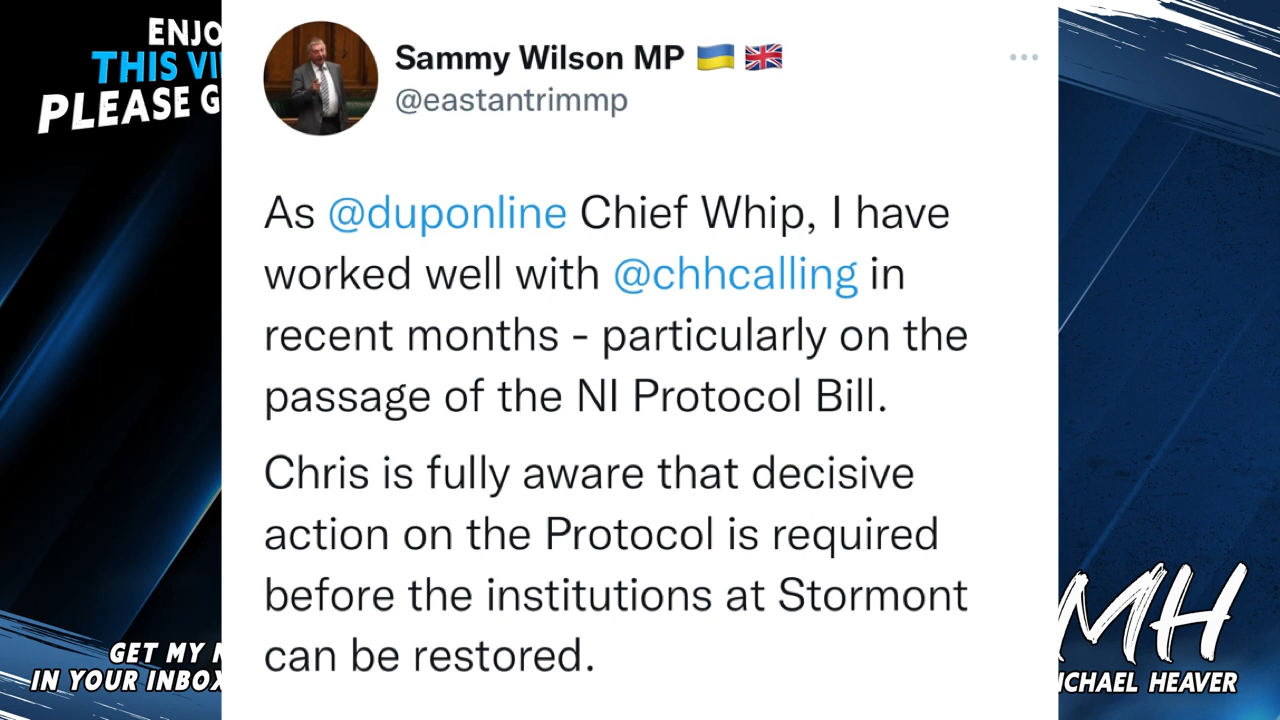 ENJO
THIS VI
PLEASE G
Sammy Wilson MP 🇺🇦 🇬🇧
@eastantrimmp
As @duponline Chief Whip, I have
worked well with @chhcalling in
recent months - particularly on the
passage of the NI Protocol Bill.
Chris is fully aware that decisive
action on the Protocol is required
before the institutions at Stormont
can be restored.
GET MY N
IN YOUR INBOX
MH
ICHAEL HEAVER